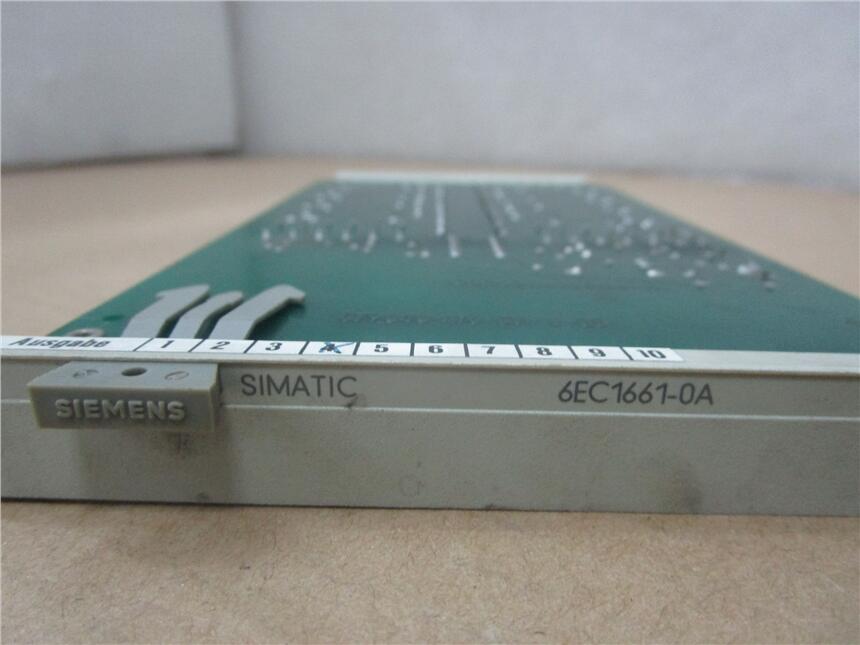 Ausgabe 1 2 3 4 5 6 7 8 9 10
SIMATIC 6EC1661-0A
SIEMENS